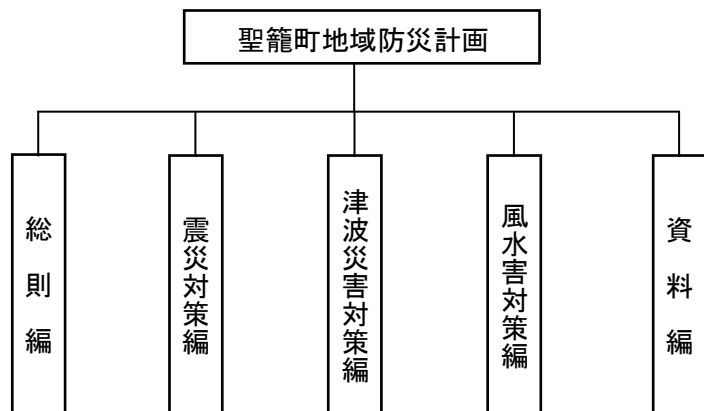 聖籠町地域防災計画
総則編
震災対策編
津波災害対策編
風水害対策編
資料編